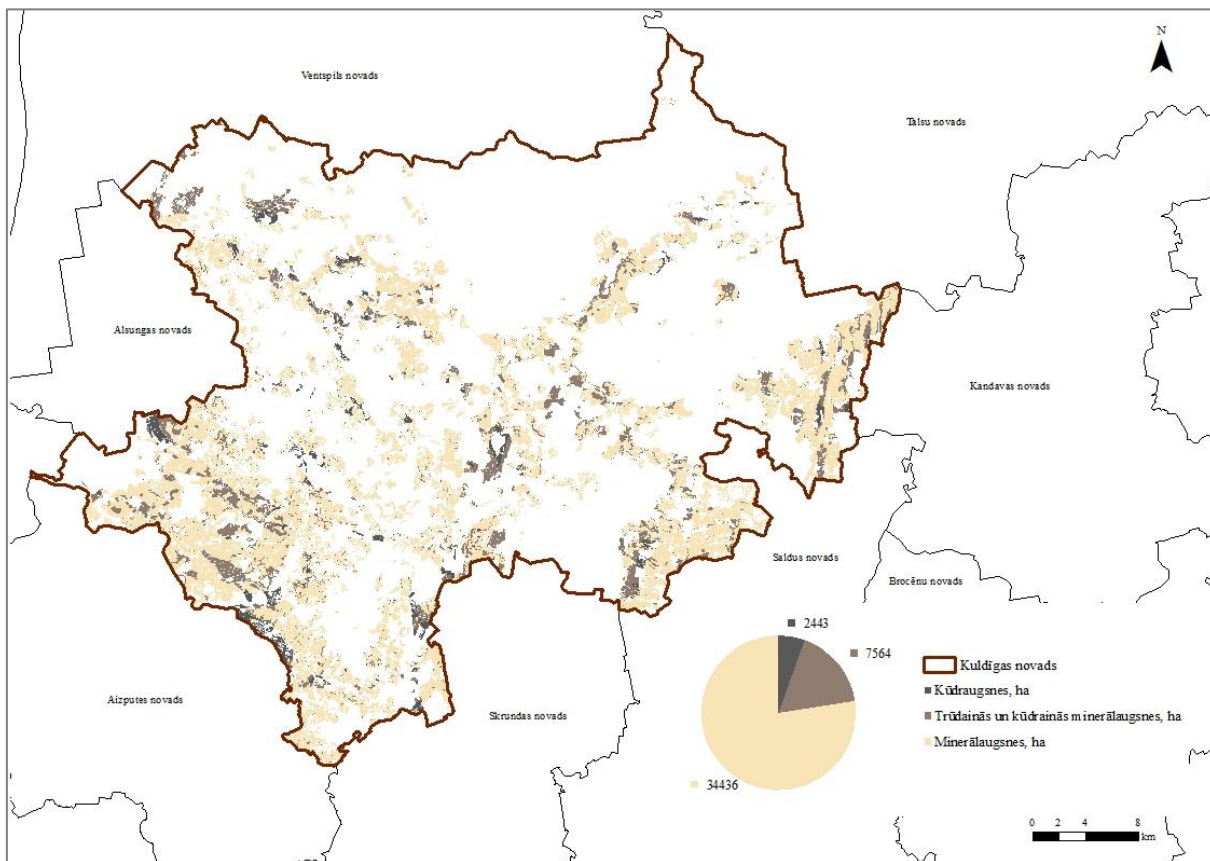 N
Ventspils novads
Talsu novads
Alsungas novads
Kandavas novads
Saldus novads
Brocēnu novads
Aizputes novads
Skrundas novads
2443
7564
34436
Kuldīgas novads
Kūdraugsnes, ha
Trūdainās un kūdrainās minerālaugsnes, ha
Minerālaugsnes, ha
0 2 4 8
km